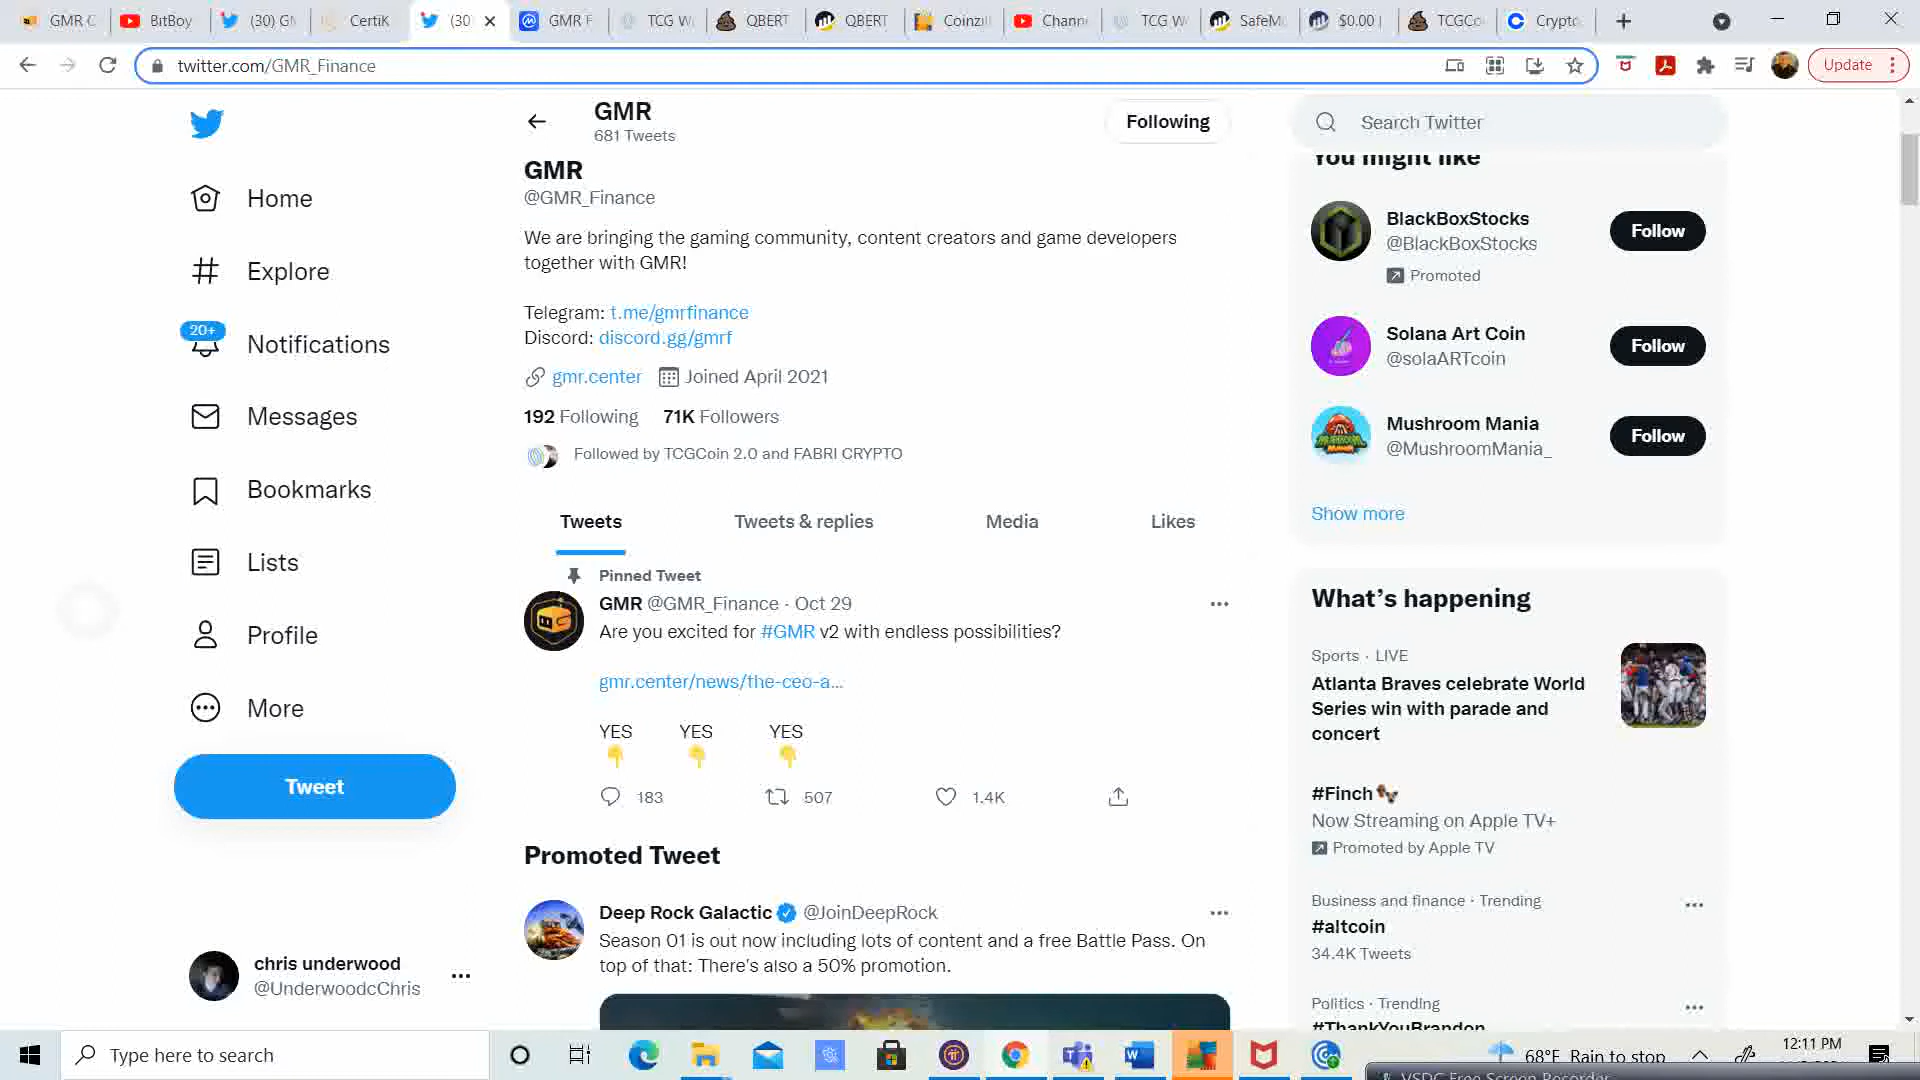 GMR C
BitBoy
(30) GM
CertiK
(30
GMR F
TCG W
QBERT
QBERT
Coinzil
Chann
TCG W
SafeM
$0.00 |
TCGCo
Crypto
twitter.com/GMR_Finance
Update
GMR
681 Tweets
Following
Search Twitter
Home
Explore
20+
Notifications
Messages
Bookmarks
Lists
Profile
More
Tweet
chris underwood
@UnderwoodcChris
GMR
@GMR_Finance
We are bringing the gaming community, content creators and game developers
together with GMR!
Telegram: t.me/gmrfinance
Discord: discord.gg/gmrf
gmr.center Joined April 2021
192 Following 71K Followers
Followed by TCGCoin 2.0 and FABRI CRYPTO
Tweets Tweets & replies Media Likes
Pinned Tweet
GMR @GMR_Finance · Oct 29
Are you excited for #GMR v2 with endless possibilities?
gmr.center/news/the-ceo-a...
YES YES YES
183 507 1.4K
Promoted Tweet
Deep Rock Galactic @JoinDeepRock
Season 01 is out now including lots of content and a free Battle Pass. On
top of that: There's also a 50% promotion.
You might like
BlackBoxStocks
@BlackBoxStocks
Promoted
Follow
Solana Art Coin
@solaARTcoin
Follow
Mushroom Mania
@MushroomMania_
Follow
Show more
What's happening
Sports · LIVE
Atlanta Braves celebrate World
Series win with parade and
concert
#Finch
Now Streaming on Apple TV+
Promoted by Apple TV
Business and finance · Trending
#altcoin
34.4K Tweets
Politics · Trending
#ThankYouBrandon
Type here to search
68°F Rain to stop
12:11 PM
VSDC Free Screen Recorder